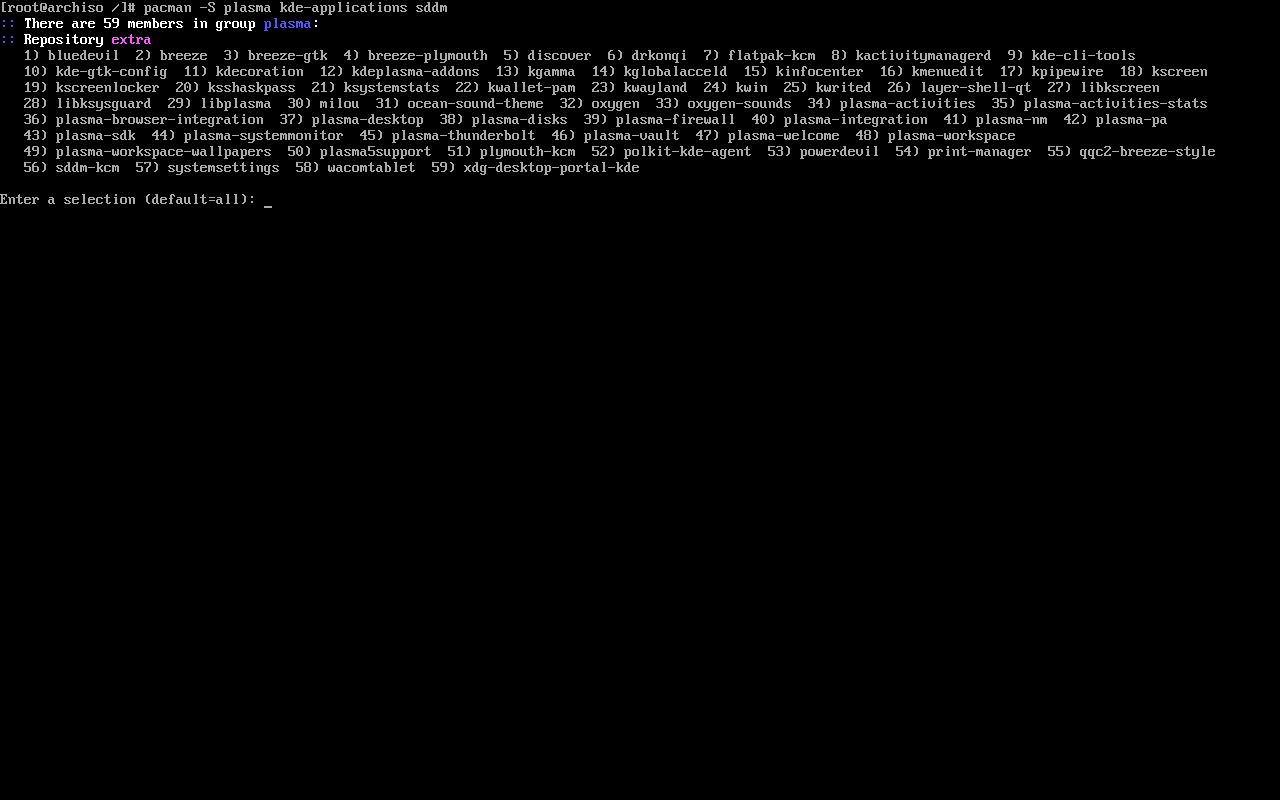 [root@archiso /]# pacman -S plasma kde-applications sddm
:: There are 59 members in group plasma:
:: Repository extra
   1) bluedevil  2) breeze  3) breeze-gtk  4) breeze-plymouth  5) discover  6) drkonqi  7) flatpak-kcm  8) kactivitymanagerd  9) kde-cli-tools
   10) kde-gtk-config  11) kdecoration  12) kdeplasma-addons  13) kgamma  14) kglobalacceld  15) kinfocenter  16) kmenuedit  17) kpipewire  18) kscreen
   19) kscreenlocker  20) ksshaskpass  21) ksystemstats  22) kwallet-pam  23) kwayland  24) kwin  25) kwrited  26) layer-shell-qt  27) libkscreen
   28) libksysguard  29) libplasma  30) milou  31) ocean-sound-theme  32) oxygen  33) oxygen-sounds  34) plasma-activities  35) plasma-activities-stats
   36) plasma-browser-integration  37) plasma-desktop  38) plasma-disks  39) plasma-firewall  40) plasma-integration  41) plasma-nm  42) plasma-pa
   43) plasma-sdk  44) plasma-systemmonitor  45) plasma-thunderbolt  46) plasma-vault  47) plasma-welcome  48) plasma-workspace
   49) plasma-workspace-wallpapers  50) plasma5support  51) plymouth-kcm  52) polkit-kde-agent  53) powerdevil  54) print-manager  55) qqc2-breeze-style
   56) sddm-kcm  57) systemsettings  58) wacomtablet  59) xdg-desktop-portal-kde
Enter a selection (default=all): _